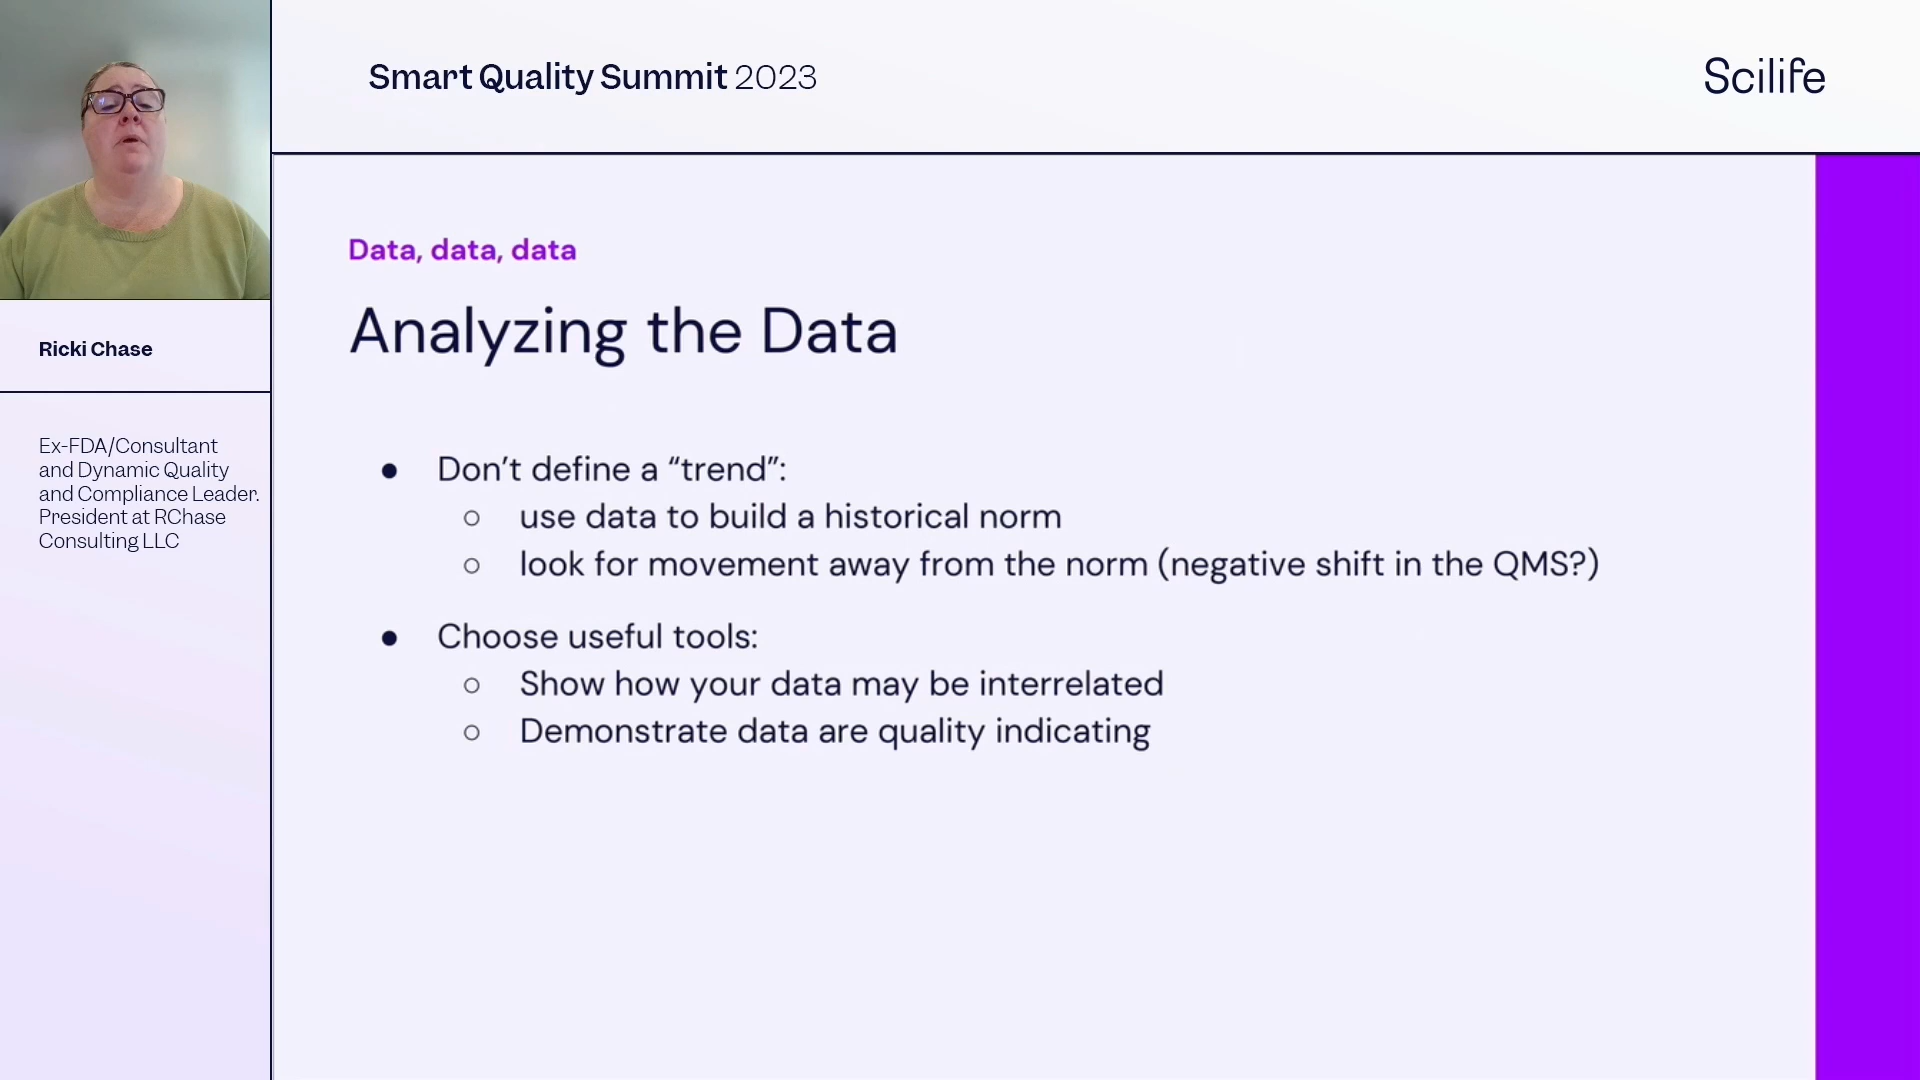 Smart Quality Summit 2023
Scilife
Ricki Chase
Ex-FDA/Consultant
and Dynamic Quality
and Compliance Leader.
President at RChase
Consulting LLC
Data, data, data
Analyzing the Data
● Don’t define a “trend”:
○ use data to build a historical norm
○ look for movement away from the norm (negative shift in the QMS?)
● Choose useful tools:
○ Show how your data may be interrelated
○ Demonstrate data are quality indicating